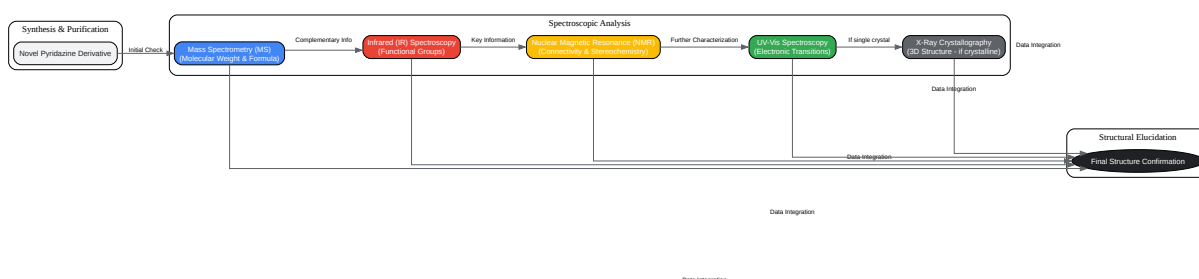 Synthesis & Purification
Novel Pyridazine Derivative
Initial Check
Spectroscopic Analysis
Mass Spectrometry (MS)
(Molecular Weight & Formula)
Complementary Info
Infrared (IR) Spectroscopy
(Functional Groups)
Key Information
Nuclear Magnetic Resonance (NMR)
(Connectivity & Stereochemistry)
Further Characterization
UV-Vis Spectroscopy
(Electronic Transitions)
If single crystal
X-Ray Crystallography
(3D Structure - if crystalline)
Data Integration
Data Integration
Structural Elucidation
Final Structure Confirmation
Data Integration
Data Integration